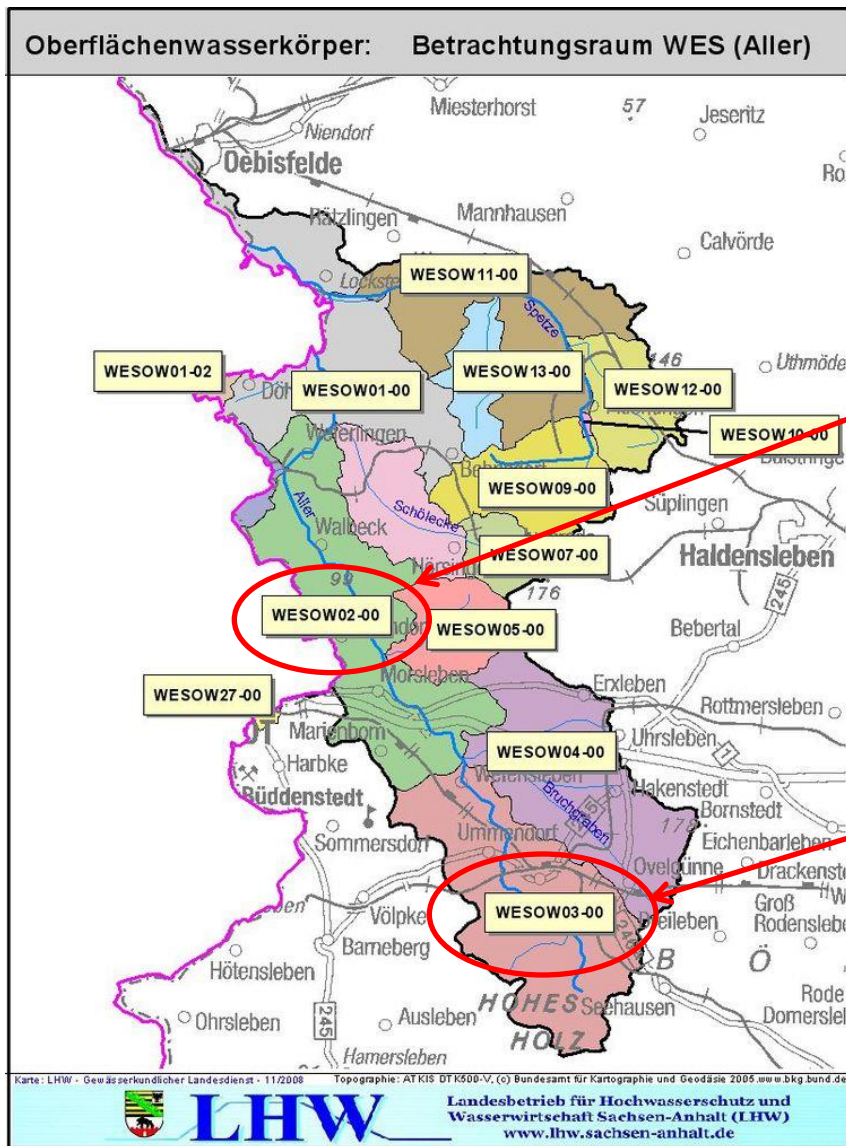 Oberflächenwasserkörper: Betrachtungsraum WES (Aller)
Miesterhorst
57
Jeseritz
Niendorf
Oebisfelde
Rätzlingen
Mannhausen
Calvörde
WESOW11-00
Spetze
WESOW01-02
WESOW01-00
WESOW13-00
WESOW12-00
146
Uthmöde
WESOW10-00
Weferlingen
WESOW09-00
Aller
Schölecke
Süplingen
Walbeck
WESOW07-00
Haldensleben
99
176
245
WESOW02-00
WESOW05-00
Bebertal
Morsleben
WESOW27-00
Erxleben
Rottmersleben
Marienborn
Uhrsleben
1
Harbke
WESOW04-00
Hakenstedt
Büddenstedt
Bruchgraben
Bornstedt
178
Sommersdorf
Ummendorf
Eichenbarleben
Ovelgünne
Drackenste
Völpke
WESOW03-00
Groß
Rodensleben
Barneberg
246
B Ö
Hötensleben
HOHES
Seehausen
Rode
Domersleb
245
Ohrsleben
Ausleben
HOLZ
Hamersleben
Karte: LHW - Gewässerkundlicher Landesdienst - 11/2008
Topographie: ATKIS DTK500-V, (c) Bundesamt für Kartographie und Geodäsie 2005 www.bkg.bund.de
LHW
Landesbetrieb für Hochwasserschutz und
Wasserwirtschaft Sachsen-Anhalt (LHW)
www.lhw.sachsen-anhalt.de